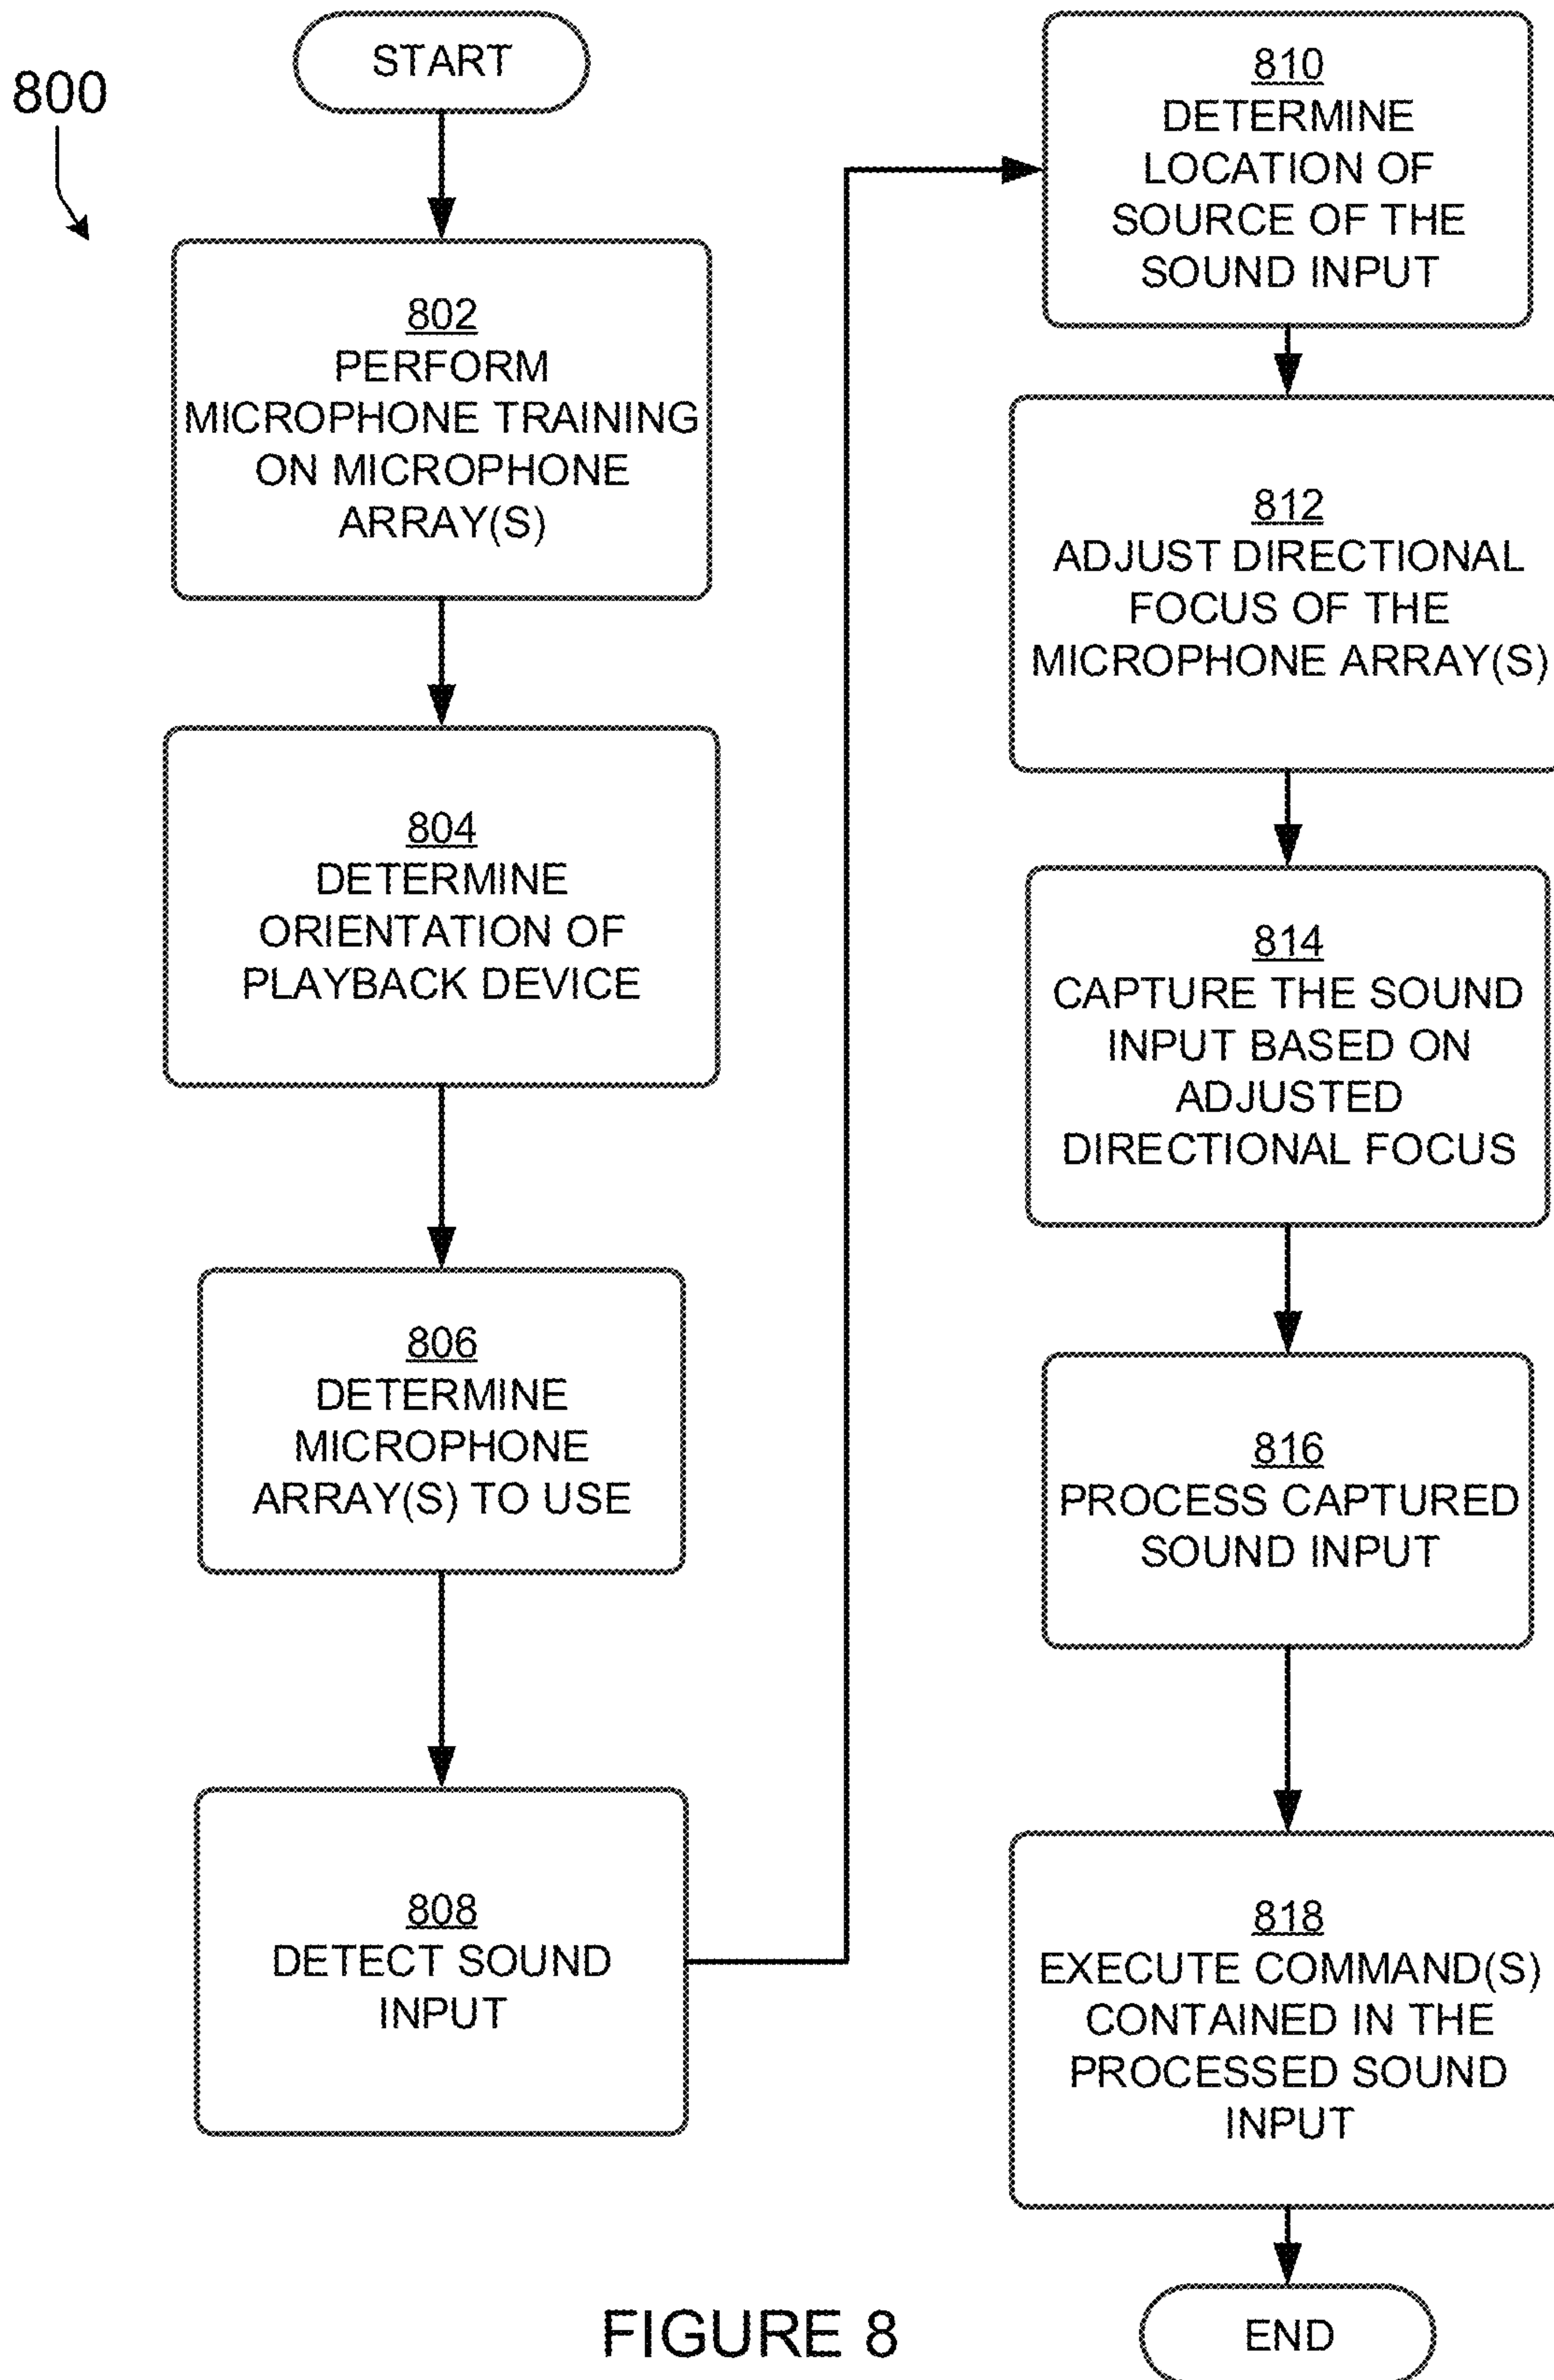 800
START
802
PERFORM
MICROPHONE TRAINING
ON MICROPHONE
ARRAY(S)
804
DETERMINE
ORIENTATION OF
PLAYBACK DEVICE
806
DETERMINE
MICROPHONE
ARRAY(S) TO USE
808
DETECT SOUND
INPUT
810
DETERMINE
LOCATION OF
SOURCE OF THE
SOUND INPUT
812
ADJUST DIRECTIONAL
FOCUS OF THE
MICROPHONE ARRAY(S)
814
CAPTURE THE SOUND
INPUT BASED ON
ADJUSTED
DIRECTIONAL FOCUS
816
PROCESS CAPTURED
SOUND INPUT
818
EXECUTE COMMAND(S)
CONTAINED IN THE
PROCESSED SOUND
INPUT
END
FIGURE 8